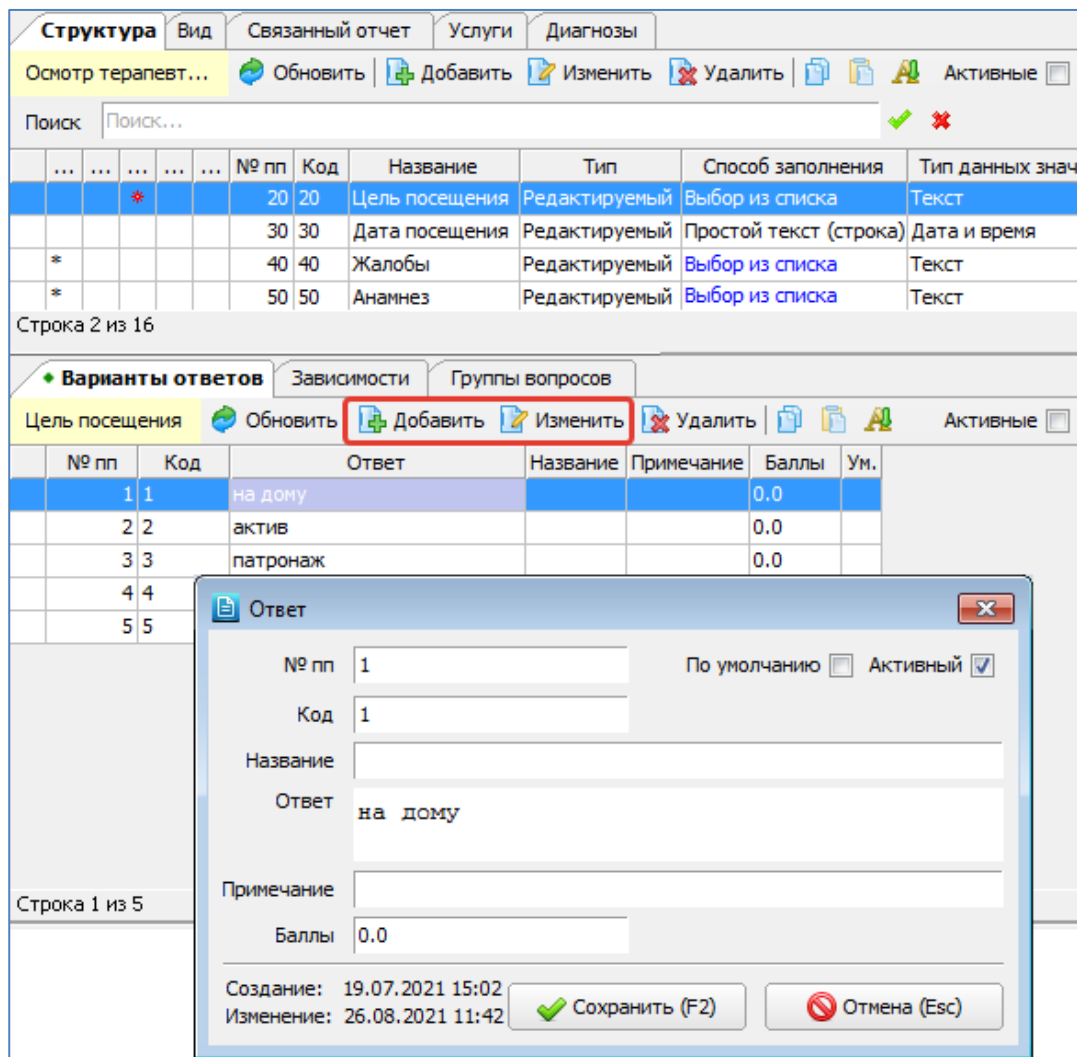 Структура Вид Связанный отчет Услуги Диагнозы
Осмотр терапевт... Обновить Добавить Изменить Удалить Активные
Поиск Поиск...
... ... ... ... ... № пп Код Название Тип Способ заполнения Тип данных знач
20 20 Цель посещения Редактируемый Выбор из списка Текст
30 30 Дата посещения Редактируемый Простой текст (строка) Дата и время
* 40 40 Жалобы Редактируемый Выбор из списка Текст
* 50 50 Анамнез Редактируемый Выбор из списка Текст
Строка 2 из 16
Варианты ответов Зависимости Группы вопросов
Цель посещения Обновить Добавить Изменить Удалить Активные
№ пп Код Ответ Название Примечание Баллы Ум.
1 1 на дому 0.0
2 2 актив 0.0
3 3 патронаж 0.0
4 4
5 5
Ответ
№ пп 1 По умолчанию Активный
Код 1
Название
Ответ на дому
Примечание
Баллы 0.0
Создание: 19.07.2021 15:02
Изменение: 26.08.2021 11:42
Сохранить (F2) Отмена (Esc)
Строка 1 из 5